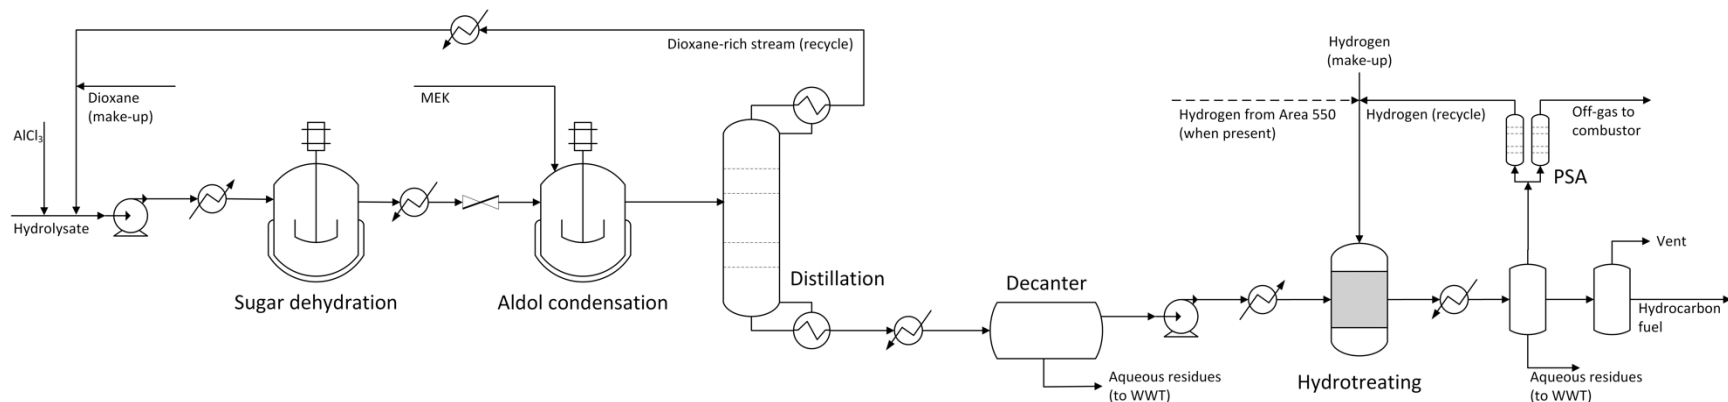 Dioxane-rich stream (recycle)
Hydrogen
(make-up)
Dioxane
(make-up)
MEK
AlCl₃
Hydrogen from Area 550
(when present)
Hydrogen (recycle)
Off-gas to
combustor
PSA
Hydrolysate
Vent
Distillation
Decanter
Sugar dehydration
Aldol condensation
Hydrocarbon
fuel
Aqueous residues
(to WWT)
Hydrotreating
Aqueous residues
(to WWT)